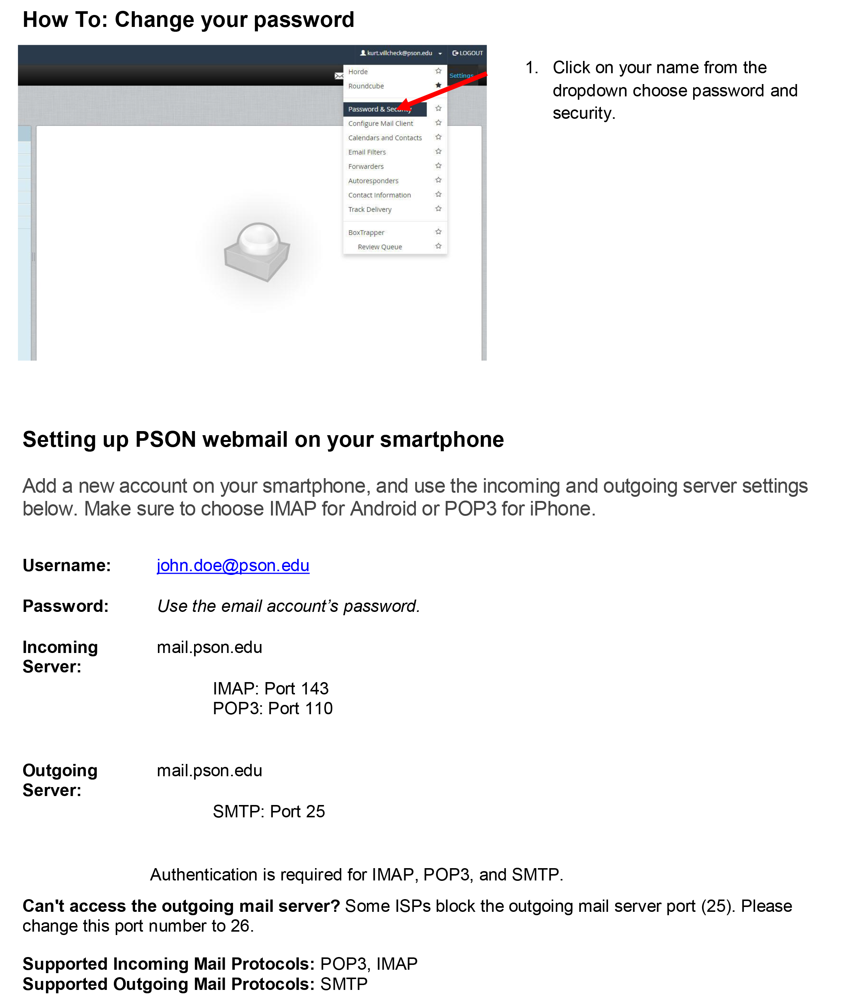 How To: Change your password
kurt.villcheck@pson.edu LOGOUT
Horde
Settings
Roundcube
Password & Security
Configure Mail Client
Calendars and Contacts
Email Filters
Forwarders
Autoresponders
Contact Information
Track Delivery
BoxTrapper
Review Queue
1. Click on your name from the
dropdown choose password and
security.
Setting up PSON webmail on your smartphone
Add a new account on your smartphone, and use the incoming and outgoing server settings
below. Make sure to choose IMAP for Android or POP3 for iPhone.
Username: john.doe@pson.edu
Password: Use the email account’s password.
Incoming mail.pson.edu
Server:
IMAP: Port 143
POP3: Port 110
Outgoing mail.pson.edu
Server:
SMTP: Port 25
Authentication is required for IMAP, POP3, and SMTP.
Can't access the outgoing mail server? Some ISPs block the outgoing mail server port (25). Please
change this port number to 26.
Supported Incoming Mail Protocols: POP3, IMAP
Supported Outgoing Mail Protocols: SMTP